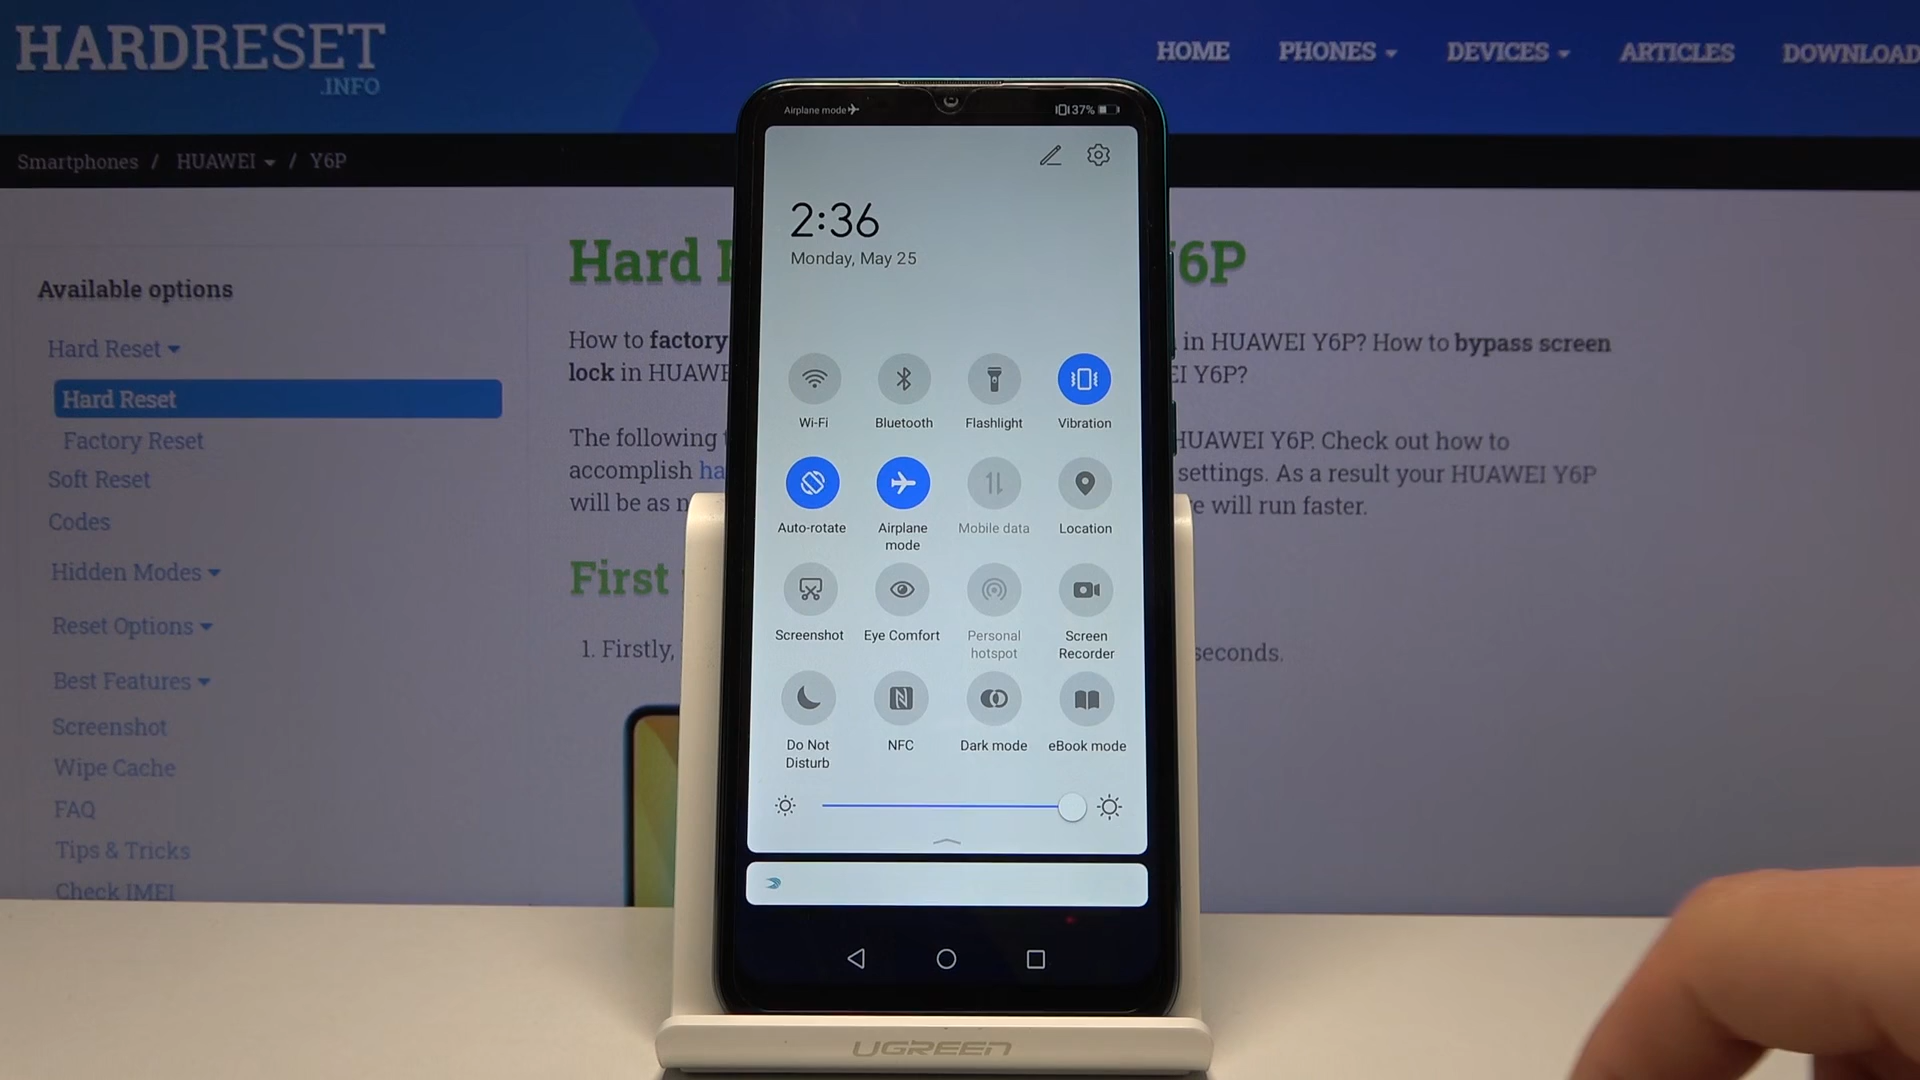 HARDRESET
.INFO
HOME PHONES DEVICES ARTICLES DOWNLOAD
Smartphones / HUAWEI / Y6P
Available options
Hard Reset
Hard Reset
Factory Reset
Soft Reset
Codes
Hidden Modes
Reset Options
Best Features
Screenshot
Wipe Cache
FAQ
Tips & Tricks
Check IMEI
Hard 6P
How to factory in HUAWEI Y6P? How to bypass screen
lock in HUAWE Y6P?
The following HUAWEI Y6P. Check out how to
accomplish ha settings. As a result your HUAWEI Y6P
will be as n will run faster.
First
1. Firstly, seconds.
Airplane mode 37%
2:36
Monday, May 25
Wi-Fi Bluetooth Flashlight Vibration
Auto-rotate Airplane mode Mobile data Location
Screenshot Eye Comfort Personal hotspot Screen Recorder
Do Not Disturb NFC Dark mode eBook mode
UGREEN